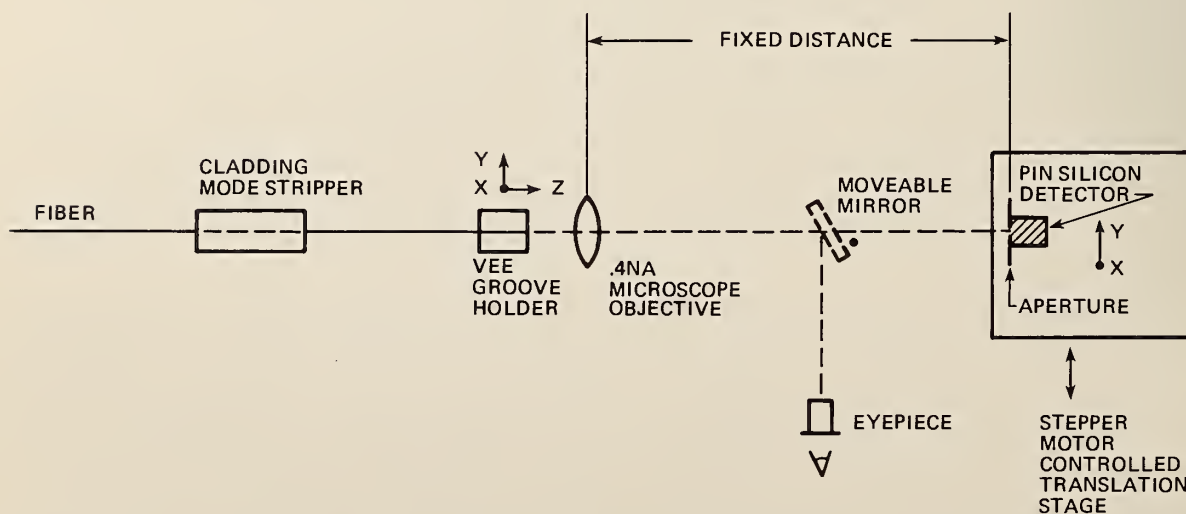 FIXED DISTANCE
CLADDING
MODE STRIPPER
FIBER
Y
X
Z
VEE
GROOVE
HOLDER
.4NA
MICROSCOPE
OBJECTIVE
MOVEABLE
MIRROR
EYEPIECE
PIN SILICON
DETECTOR
Y
X
APERTURE
STEPPER
MOTOR
CONTROLLED
TRANSLATION
STAGE